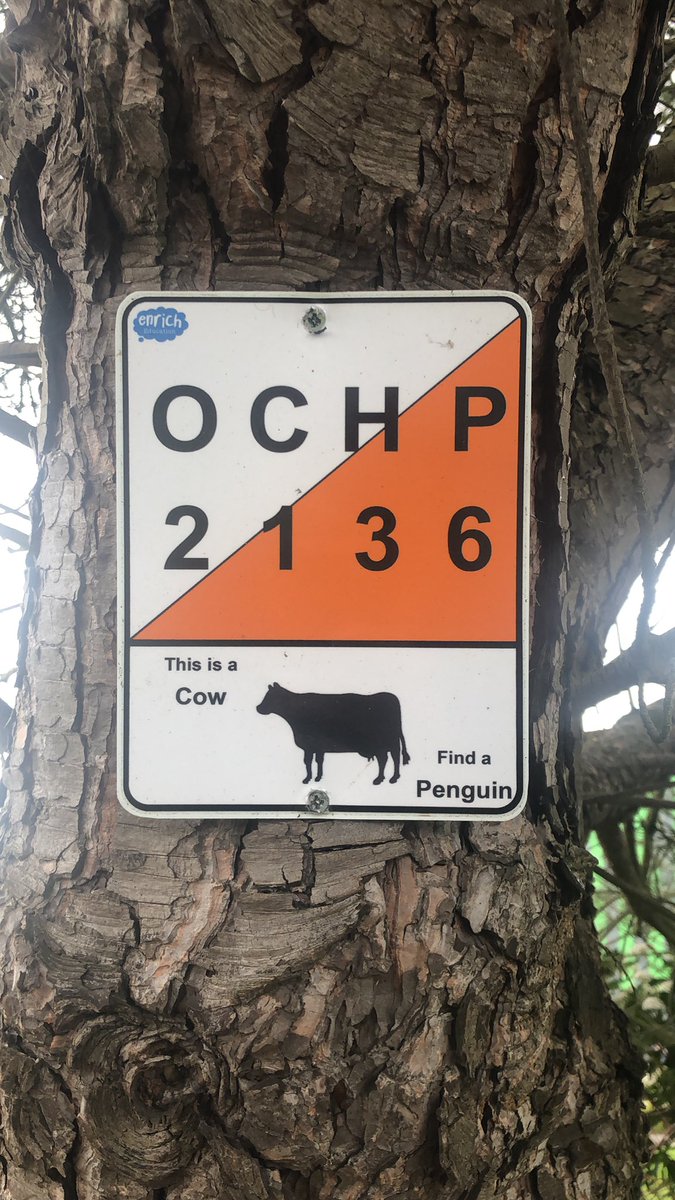 enrich
Education
O C H P
2 1 3 6
This is a
Cow
Find a
Penguin